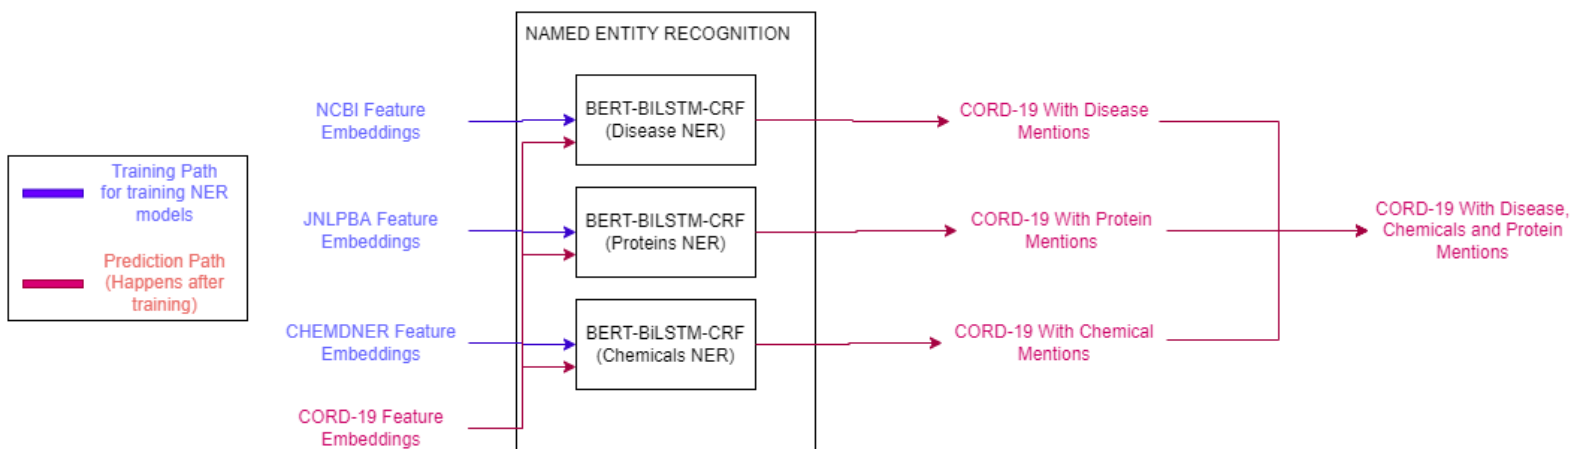 NAMED ENTITY RECOGNITION
Training Path
for training NER
models
Prediction Path
(Happens after
training)
NCBI Feature
Embeddings
JNLPBA Feature
Embeddings
CHEMDNER Feature
Embeddings
CORD-19 Feature
Embeddings
BERT-BILSTM-CRF
(Disease NER)
BERT-BILSTM-CRF
(Proteins NER)
BERT-BiLSTM-CRF
(Chemicals NER)
CORD-19 With Disease
Mentions
CORD-19 With Protein
Mentions
CORD-19 With Chemical
Mentions
CORD-19 With Disease,
Chemicals and Protein
Mentions